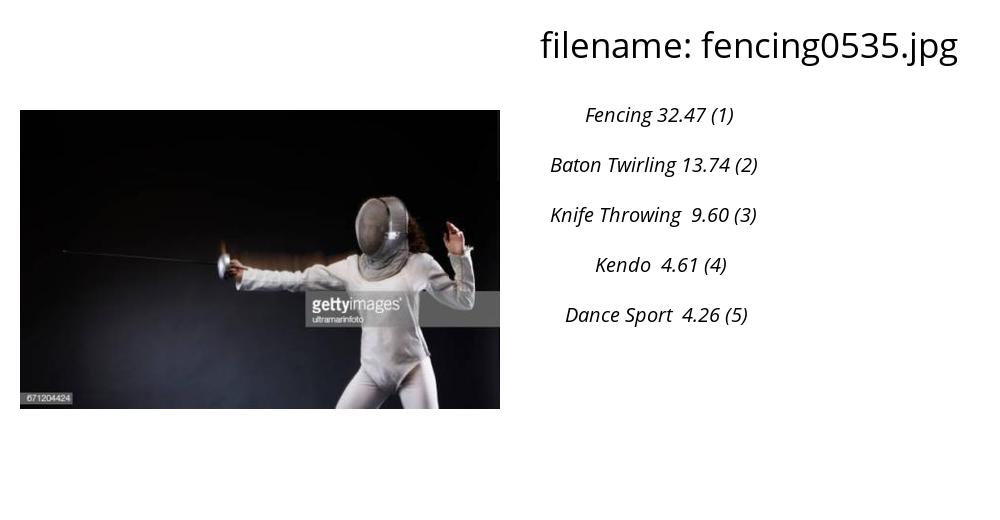 filename: fencing0535.jpg
Fencing 32.47 (1)
Baton Twirling 13.74 (2)
Knife Throwing 9.60 (3)
Kendo 4.61 (4)
Dance Sport 4.26 (5)
gettyimages®
ultramarinfoto
671204424